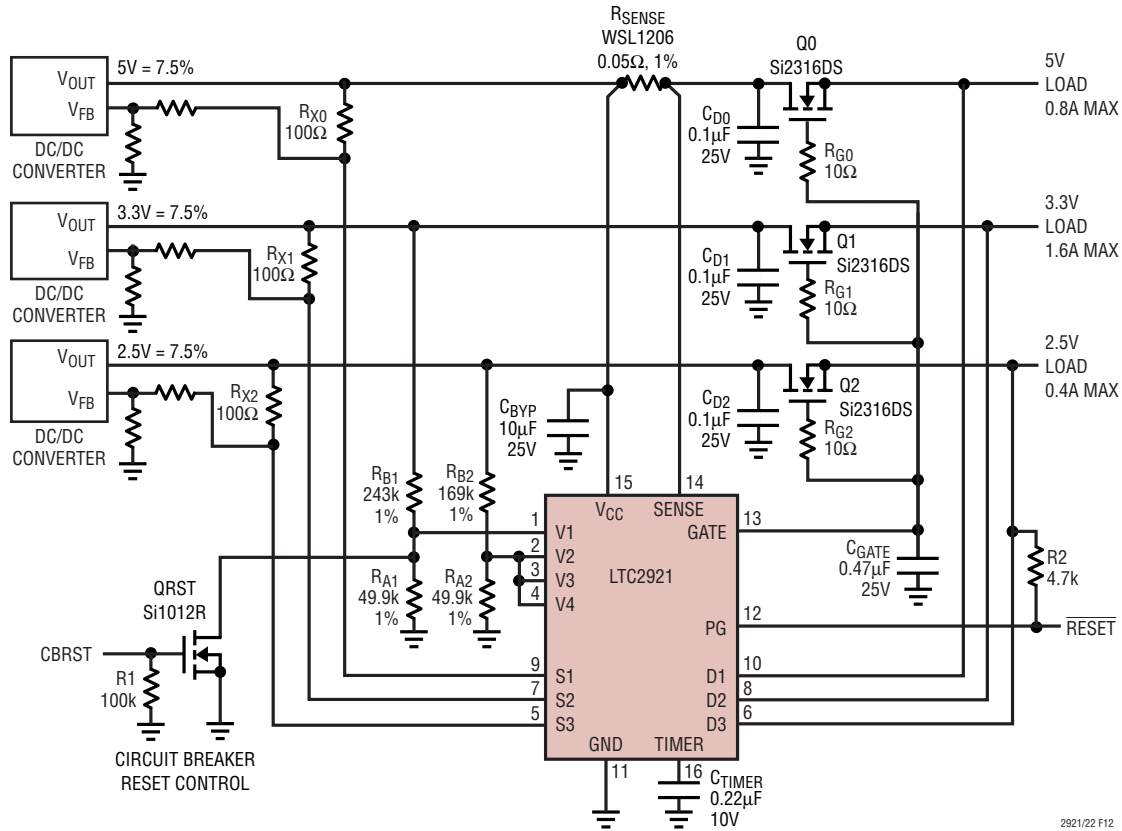 RSENSE
WSL1206
0.05Ω, 1%
Q0
Si2316DS
5V
LOAD
0.8A MAX
VOUT
5V = 7.5%
VFB
DC/DC
CONVERTER
RX0
100Ω
CD0
0.1µF
25V
RG0
10Ω
3.3V
LOAD
1.6A MAX
VOUT
3.3V = 7.5%
VFB
DC/DC
CONVERTER
RX1
100Ω
CD1
0.1µF
25V
Q1
Si2316DS
RG1
10Ω
2.5V
LOAD
0.4A MAX
VOUT
2.5V = 7.5%
VFB
DC/DC
CONVERTER
RX2
100Ω
CBYP
10µF
25V
CD2
0.1µF
25V
Q2
Si2316DS
RG2
10Ω
RB1
243k
1%
RB2
169k
1%
RA1
49.9k
1%
RA2
49.9k
1%
15
14
VCC
SENSE
1
V1
2
V2
3
V3
4
V4
LTC2921
GATE
13
CGATE
0.47µF
25V
R2
4.7k
PG
12
RESET
QRST
Si1012R
CBRST
R1
100k
CIRCUIT BREAKER
RESET CONTROL
9
S1
7
S2
5
S3
D1
10
D2
8
D3
6
GND
TIMER
11
16
CTIMER
0.22µF
10V
2921/22 F12